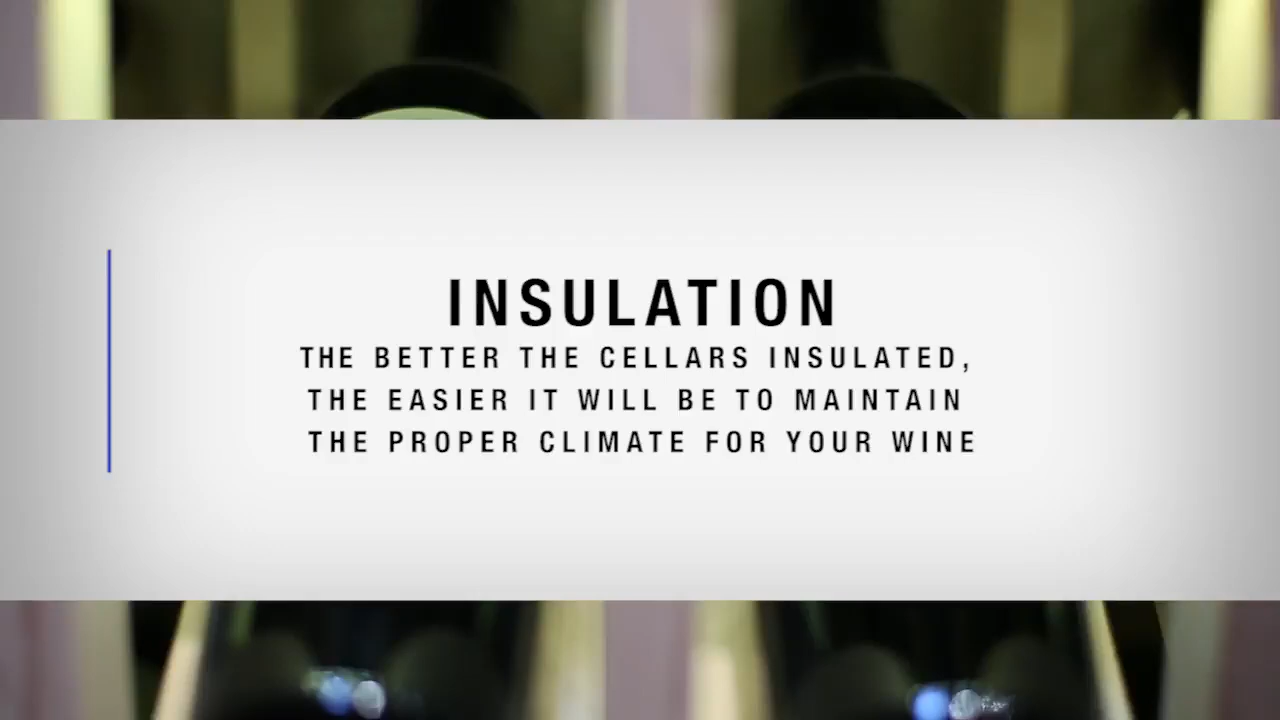 INSULATION
THE BETTER THE CELLARS INSULATED,
THE EASIER IT WILL BE TO MAINTAIN
THE PROPER CLIMATE FOR YOUR WINE